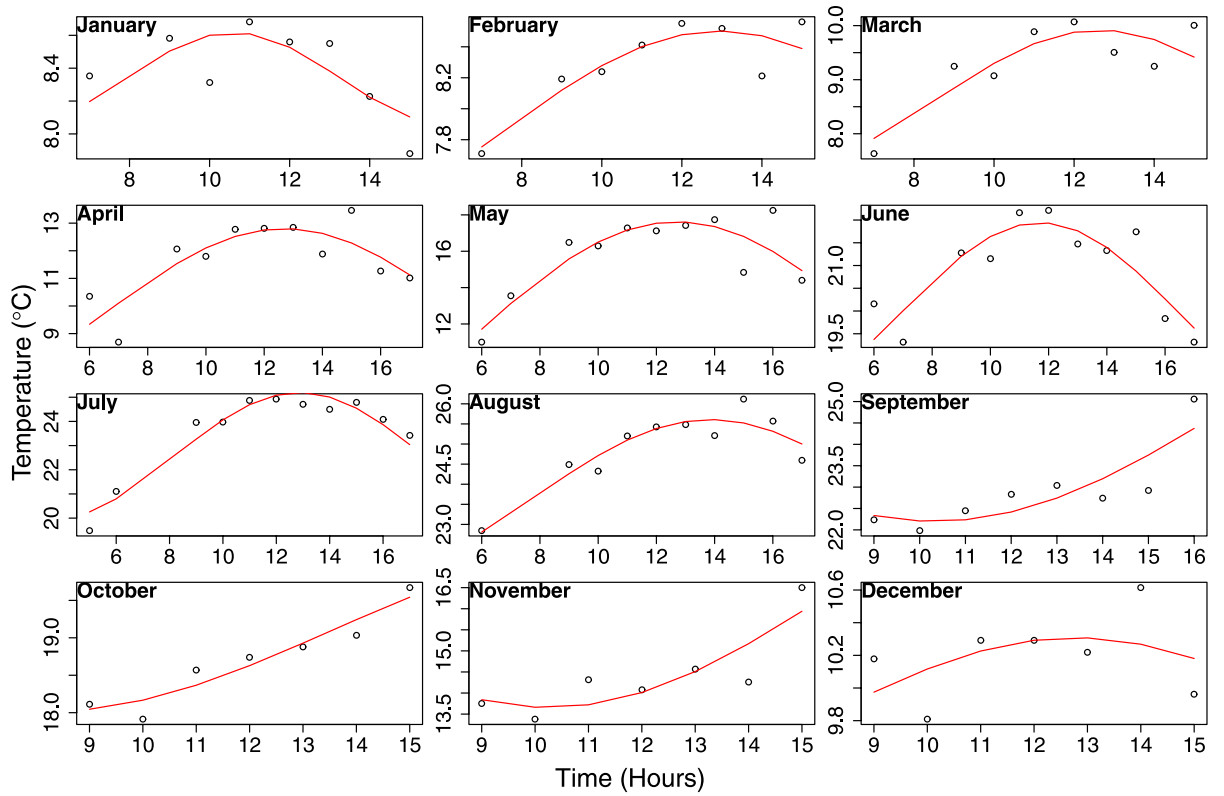 Temperature (°C)
January
8.4
8.0
8 10 12 14
February
8.2
7.8
8 10 12 14
March
10.0
9.0
8.0
8 10 12 14
April
13
11
9
6 8 10 12 14 16
May
16
12
6 8 10 12 14 16
June
21.0
19.5
6 8 10 12 14 16
July
24
22
20
6 8 10 12 14 16
August
26.0
24.5
23.0
6 8 10 12 14 16
September
25.0
23.5
22.0
9 10 11 12 13 14 15 16
October
19.0
18.0
9 10 11 12 13 14 15
November
16.5
15.0
13.5
9 10 11 12 13 14 15
December
10.6
10.2
9.8
9 10 11 12 13 14 15
Time (Hours)